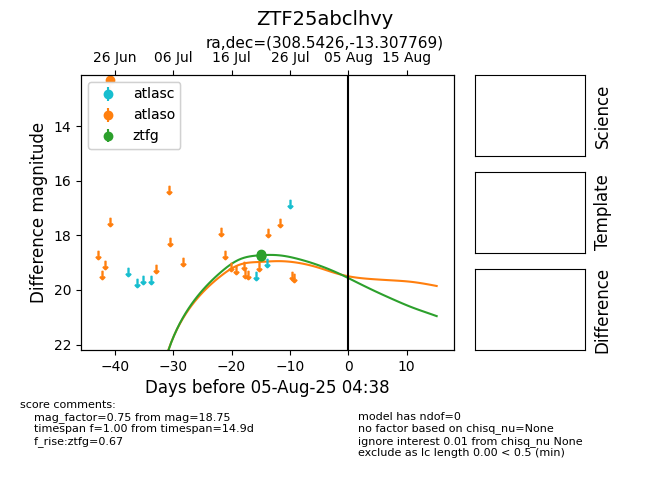 ZTF25abclhvy
ra,dec=(308.5426,-13.307769)
26 Jun 06 Jul 16 Jul 26 Jul 05 Aug 15 Aug
atlasc
atlaso
ztfg
14
16
18
20
22
Difference magnitude
−40 −30 −20 −10 0 10
Days before 05-Aug-25 04:38
Science
Template
Difference
score comments:
mag_factor=0.75 from mag=18.75
timespan f=1.00 from timespan=14.9d
f_rise:ztfg=0.67
model has ndof=0
no factor based on chisq_nu=None
ignore interest 0.01 from chisq_nu None
exclude as lc length 0.00 < 0.5 (min)